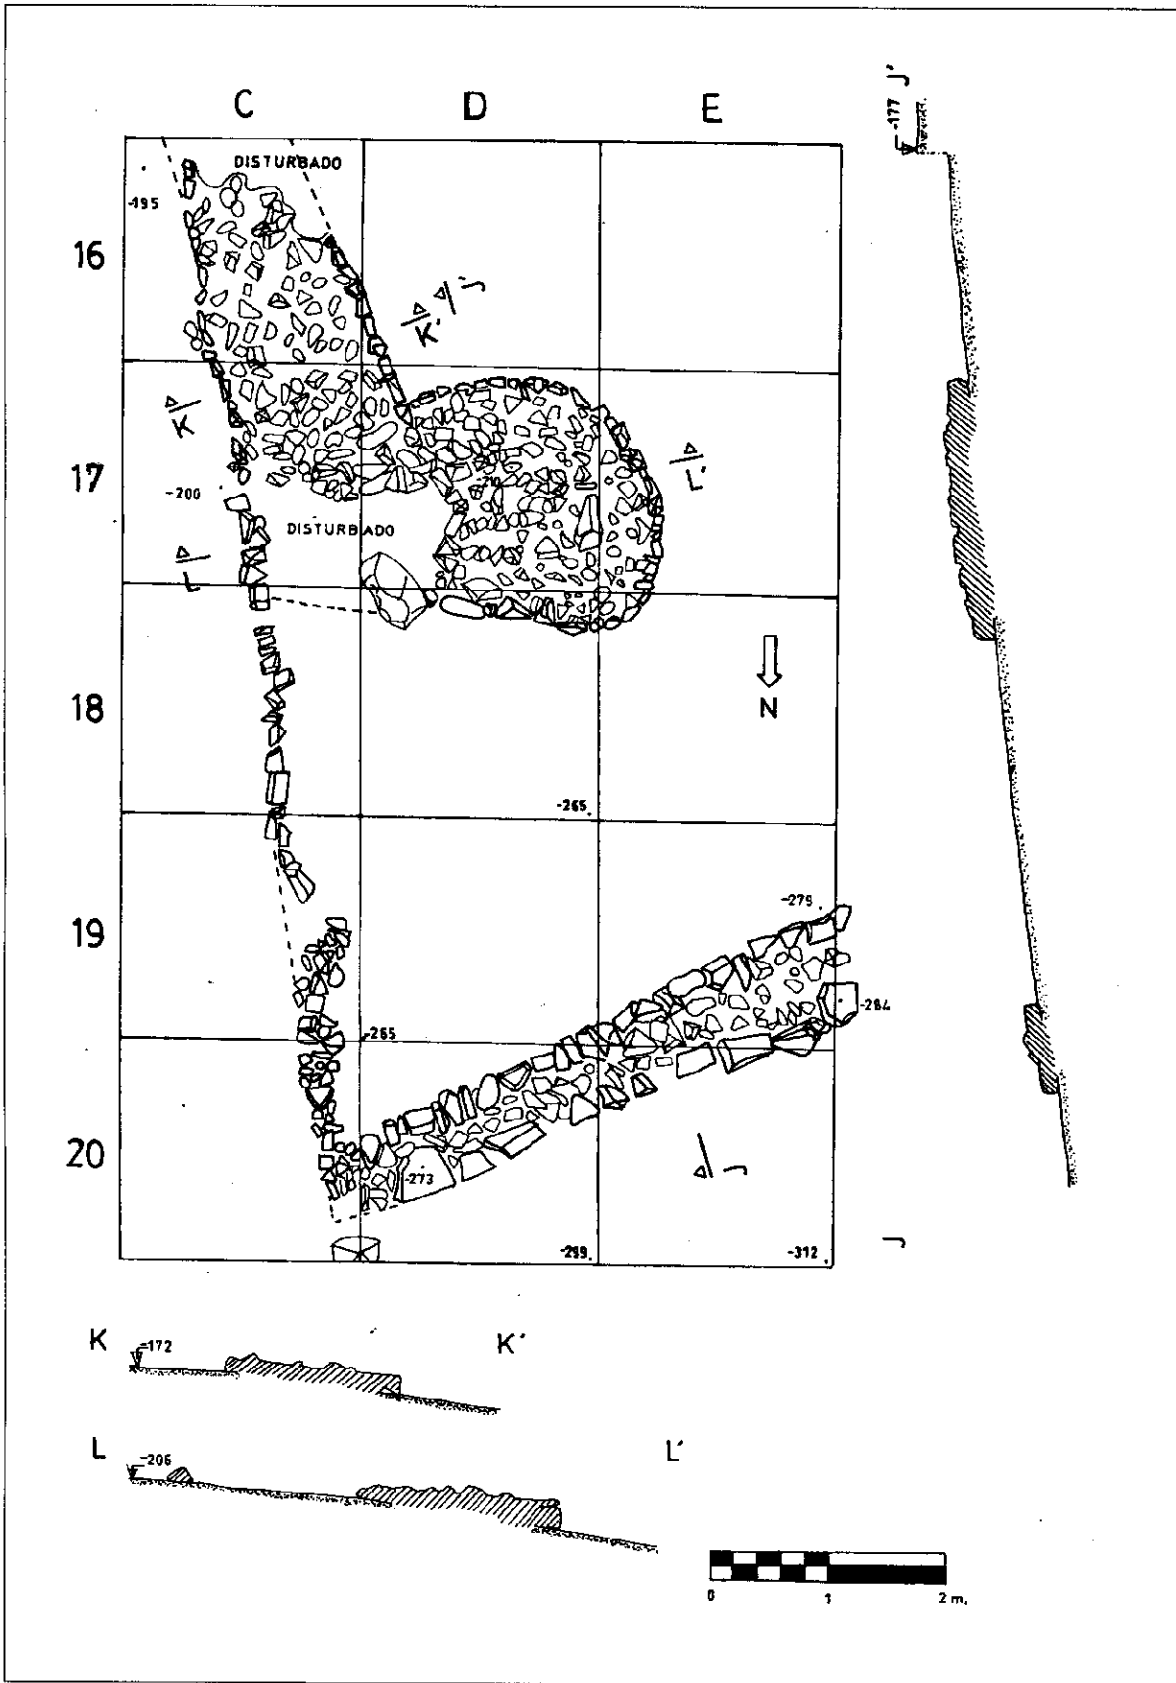 C D E
-177 J'
DISTURBADO
-195
16
K' J'
K
L'
17
-210
-200
DISTURBADO
L
N
18
-265.
-279.
19
-284
-265
20
-273
J
J
-299.
-312.
K -172 K'
L -206 L'
0 1 2 m.